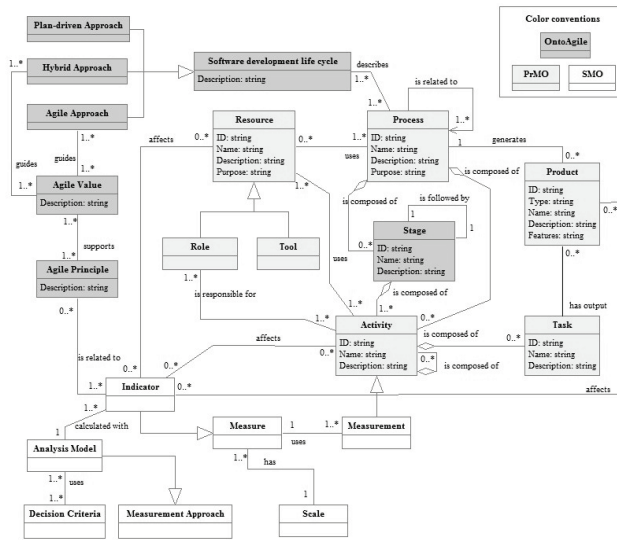 Plan-driven Approach
Color conventions
OntoAgile
PrMO
SMO
Hybrid Approach
Software development life cycle
Description: string
describes
is related to
1..*
1..*
1..*
1..*
Agile Approach
1..*
guides
guides
1..*
1..*
Agile Value
Description: string
1..*
supports
1..*
Agile Principle
Description: string
0..*
affects
0..*
Resource
ID: string
Name: string
Description: string
Purpose: string
0..*
1..*
uses
1..*
Process
ID: string
Name: string
Description: string
Purpose: string
1
generates
0..*
Product
ID: string
Type: string
Name: string
Description: string
Features: string
0..*
is composed of
is composed of
is followed by
1
1
Stage
ID: string
Name: string
Description: string
0..*
Role
Tool
1..*
uses
is responsible for
is composed of
1..*
1..*
1..*
0..*
0..*
has output
Activity
ID: string
Name: string
Description: string
is composed of
0..*
0..*
is composed of
Task
ID: string
Name: string
Description: string
affects
0..*
0..*
is related to
0..*
1..*
Indicator
0..*
affects
1..*
calculated with
1
Analysis Model
Measure
1
uses
1..*
Measurement
1..*
uses
1..*
1..*
has
1
Decision Criteria
Measurement Approach
Scale